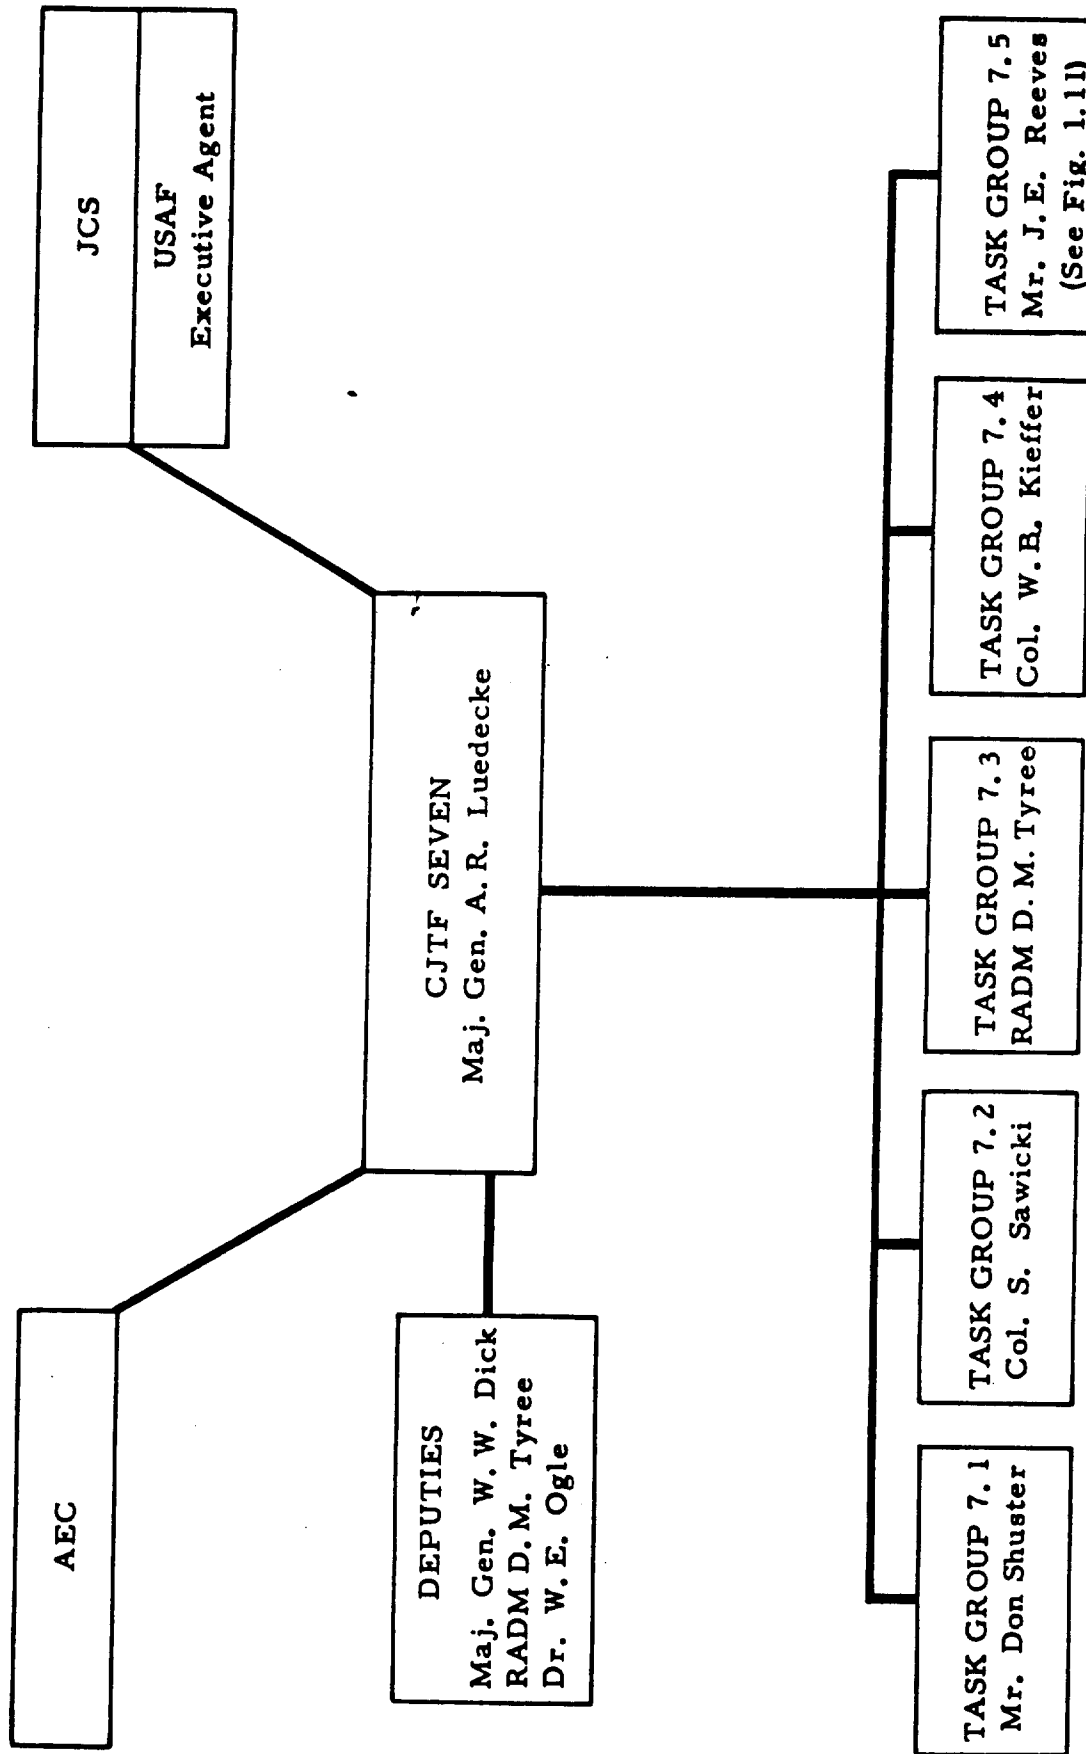 AEC
JCS
USAF
Executive Agent
CJTF SEVEN
Maj. Gen. A. R. Luedecke
DEPUTIES
Maj. Gen. W. W. Dick
RADM D. M. Tyree
Dr. W. E. Ogle
TASK GROUP 7.1
Mr. Don Shuster
TASK GROUP 7.2
Col. S. Sawicki
TASK GROUP 7.3
RADM D. M. Tyree
TASK GROUP 7.4
Col. W. B. Kieffer
TASK GROUP 7.5
Mr. J. E. Reeves
(See Fig. 1.11)